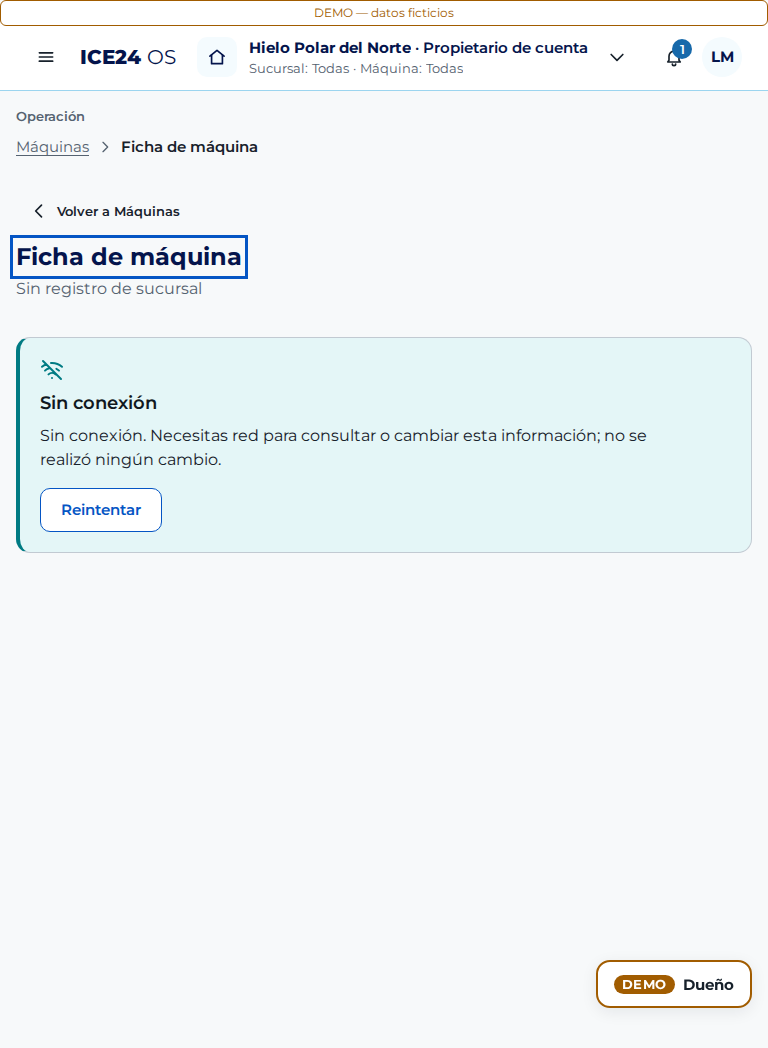 DEMO — datos ficticios
ICE24 OS
Hielo Polar del Norte · Propietario de cuenta
Sucursal: Todas · Máquina: Todas
1
LM
Operación
Máquinas > Ficha de máquina
Volver a Máquinas
Ficha de máquina
Sin registro de sucursal
Sin conexión
Sin conexión. Necesitas red para consultar o cambiar esta información; no se
realizó ningún cambio.
Reintentar
DEMO Dueño